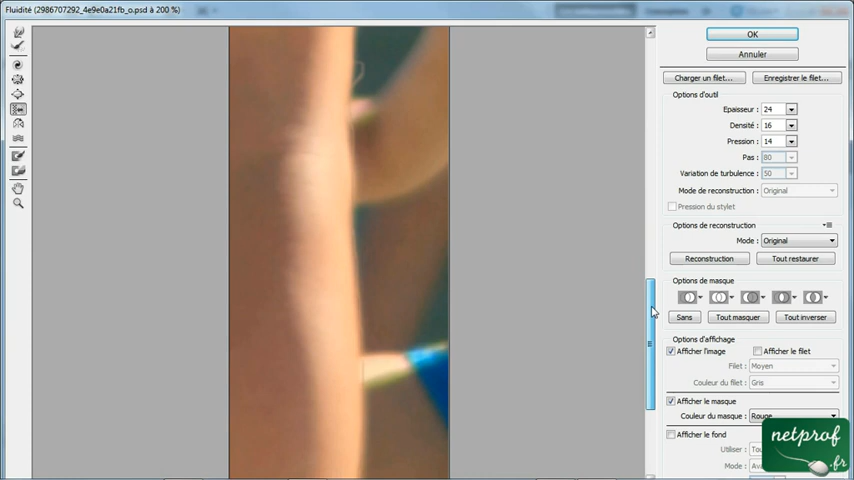 Fluidité (2986707292_4e9e0a21fb_o.psd à 200 %)
OK
Annuler
Charger un filet...
Enregistrer le filet...
Options d'outil
Epaisseur : 24
Densité : 16
Pression : 14
Pas : 80
Variation de turbulence : 50
Mode de reconstruction : Original
Pression du stylet
Options de reconstruction
Mode : Original
Reconstruction
Tout restaurer
Options de masque
Sans
Tout masquer
Tout inverser
Options d'affichage
Afficher l'image
Afficher le filet
Filet : Moyen
Couleur du filet : Gris
Afficher le masque
Couleur du masque : Rouge
Afficher le fond
Utiliser :
Mode :
netprof
.fr